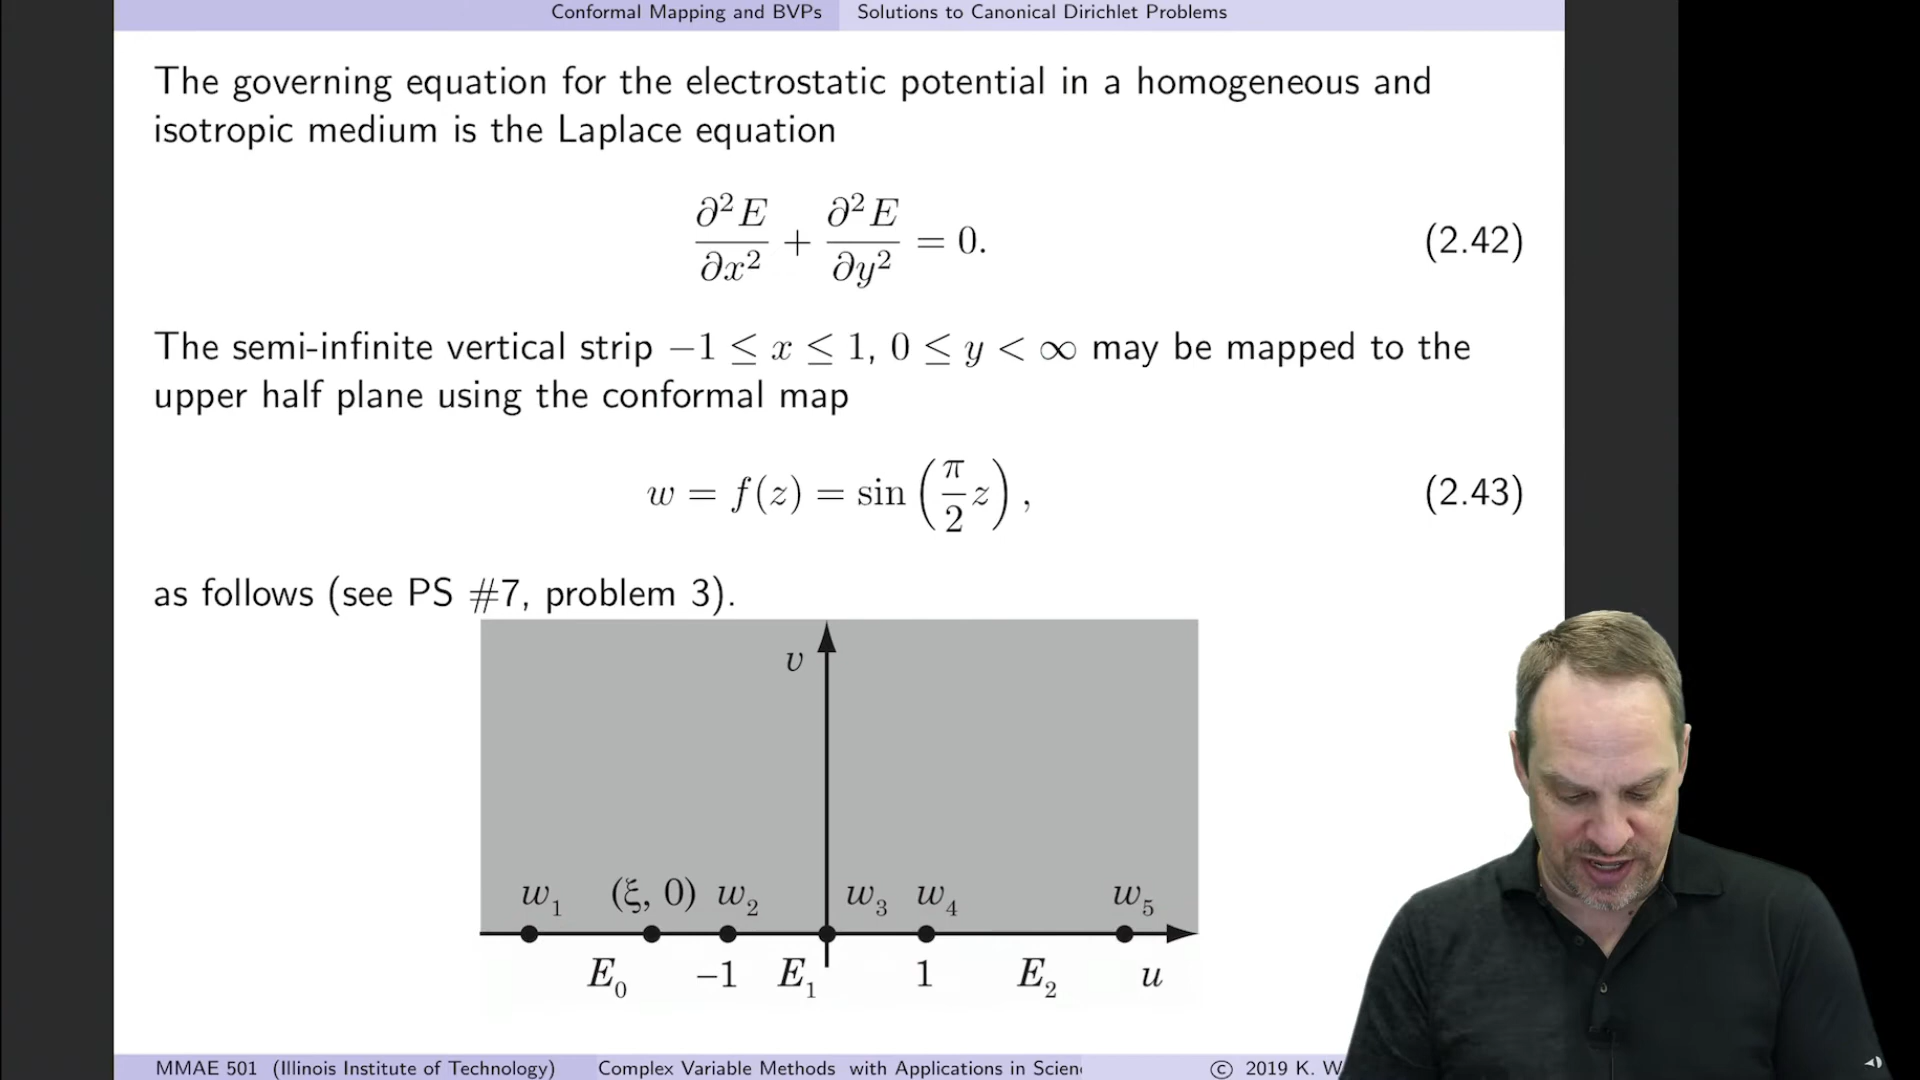 Conformal Mapping and BVPs Solutions to Canonical Dirichlet Problems
The governing equation for the electrostatic potential in a homogeneous and
isotropic medium is the Laplace equation
∂²E/∂x² + ∂²E/∂y² = 0. (2.42)
The semi-infinite vertical strip −1 ≤ x ≤ 1, 0 ≤ y < ∞ may be mapped to the
upper half plane using the conformal map
w = f(z) = sin (π/2 z), (2.43)
as follows (see PS #7, problem 3).
v
w₁ (ξ, 0) w₂ w₃ w₄ w₅
E₀ −1 E₁ 1 E₂ u
MMAE 501 (Illinois Institute of Technology) Complex Variable Methods with Applications in © 2019 K.